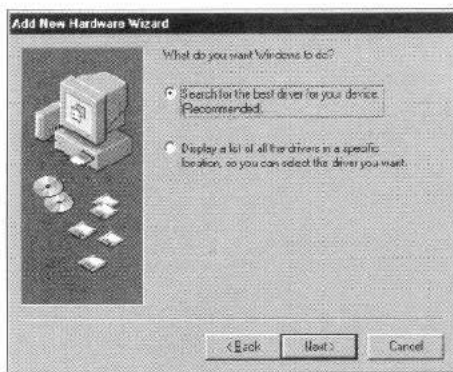 Add New Hardware Wizard
What do you want Windows to do?
Search for the best driver for your device.
(Recommended).
Display a list of all the drivers in a specific
location, so you can select the driver you want.
< Back
Next >
Cancel